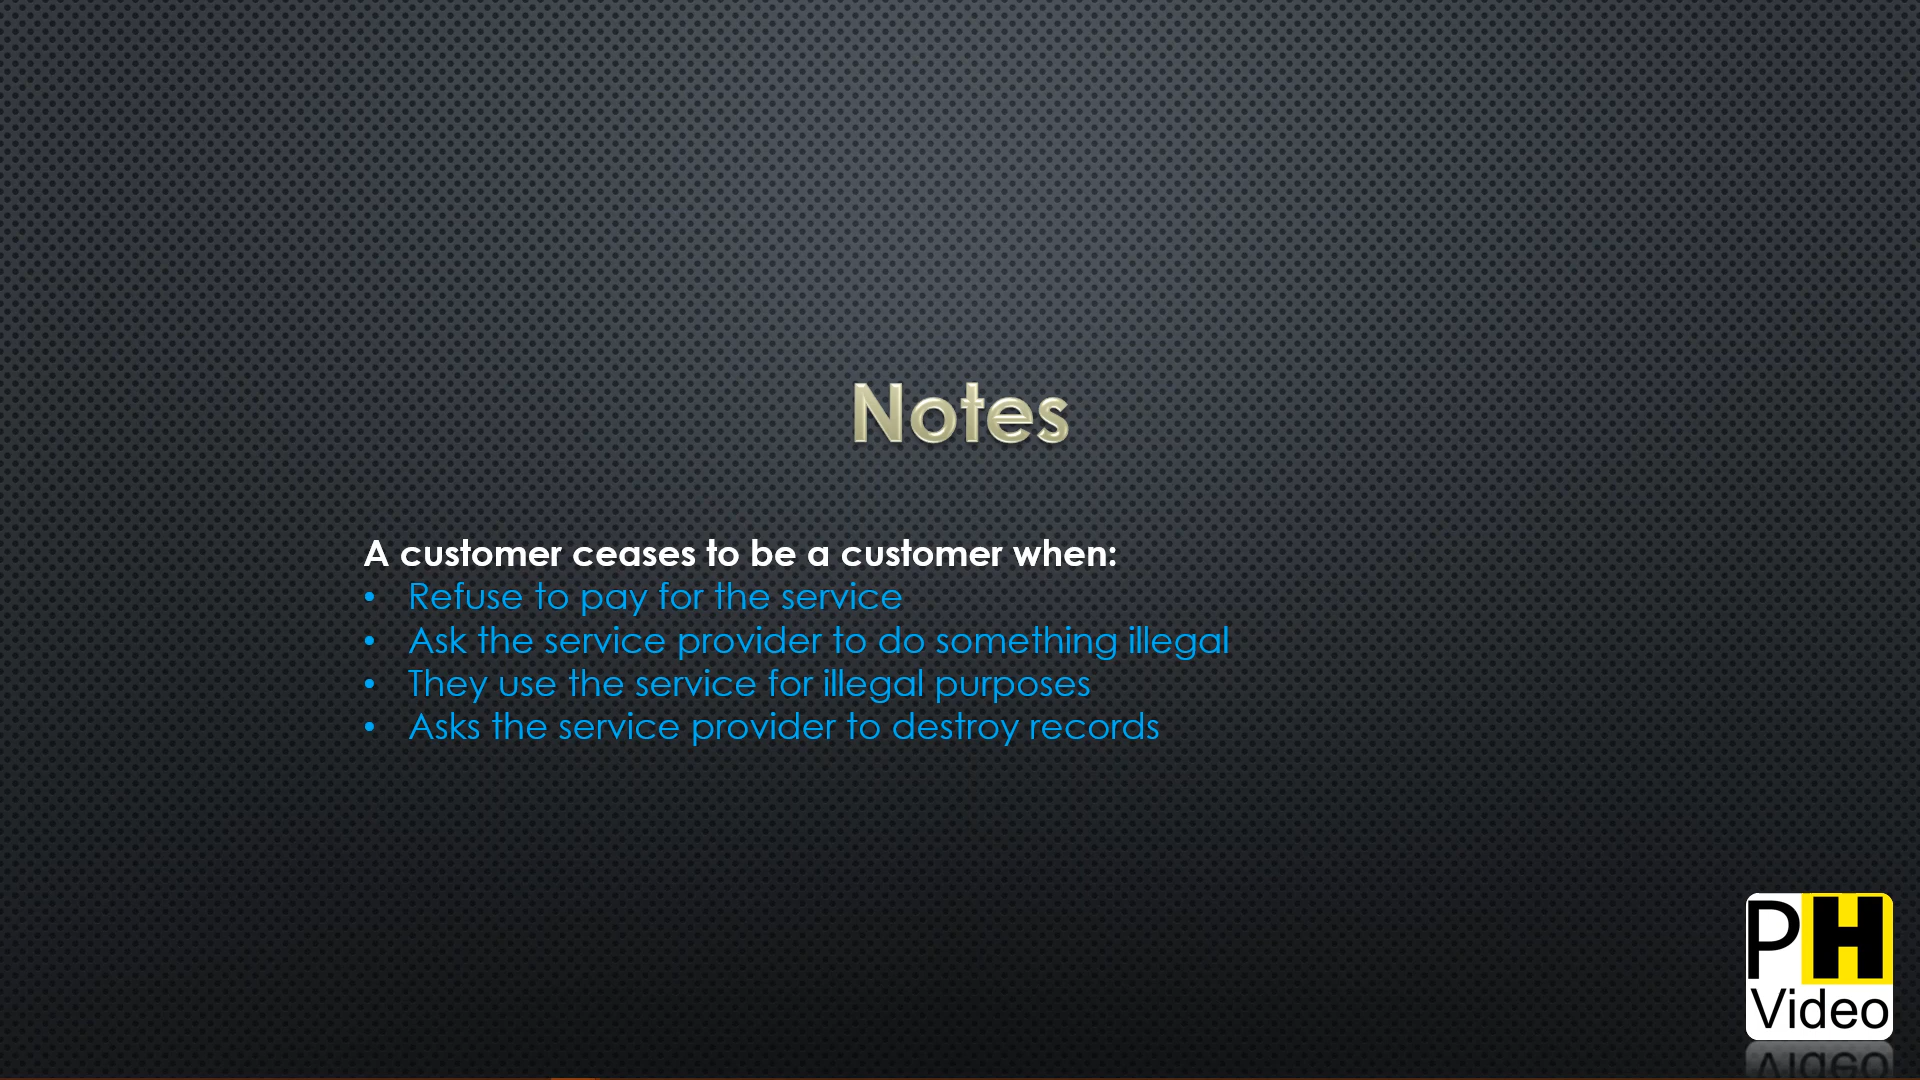 Notes
A customer ceases to be a customer when:
• Refuse to pay for the service
• Ask the service provider to do something illegal
• They use the service for illegal purposes
• Asks the service provider to destroy records
PH
Video